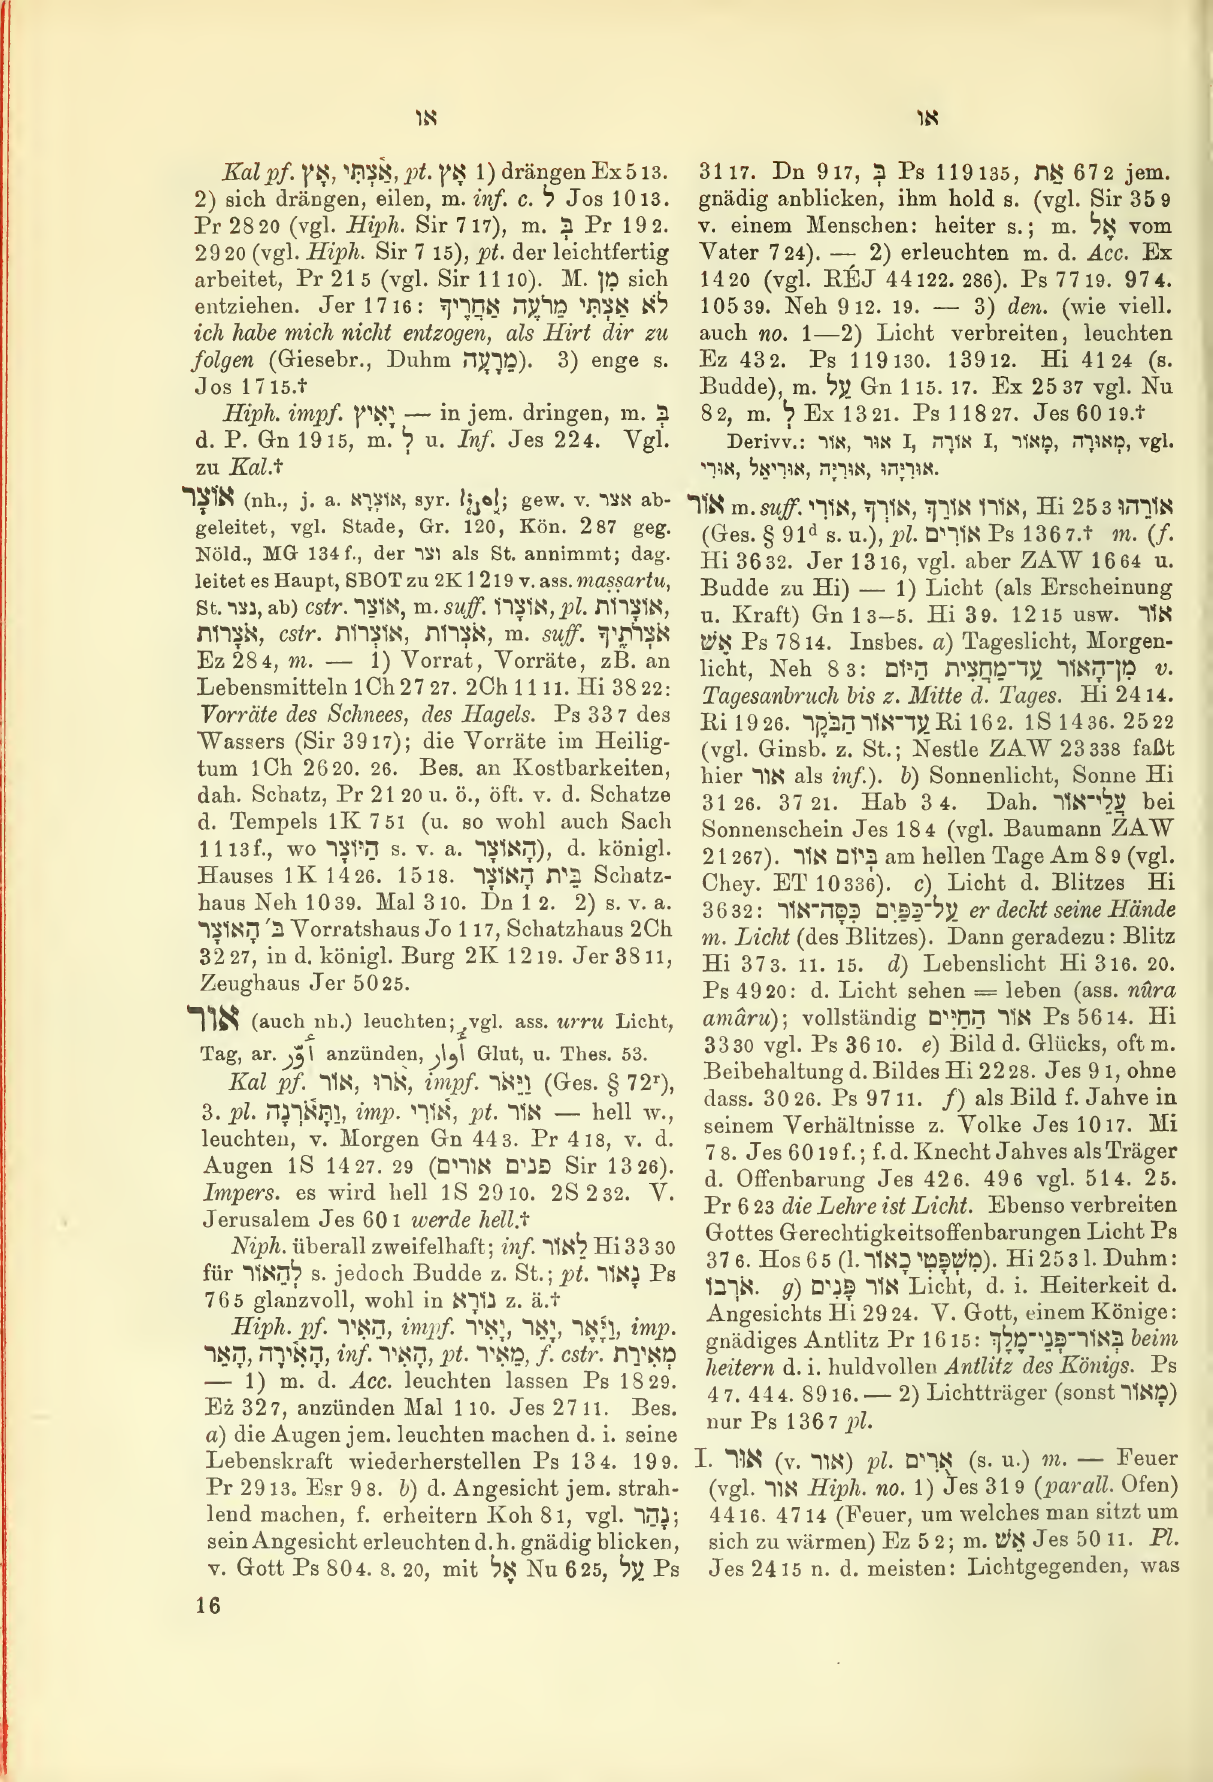 או
או
Kal pf. אָץ, אַצְתִּי, pt. אָץ 1) drängen Ex 5 13.
2) sich drängen, eilen, m. inf. c. ל Jos 10 13.
Pr 28 20 (vgl. Hiph. Sir 7 17), m. בְּ Pr 19 2.
29 20 (vgl. Hiph. Sir 7 15), pt. der leichtfertig
arbeitet, Pr 21 5 (vgl. Sir 11 10). M. מִן sich
entziehen. Jer 17 16: לֹא אַצְתִּי מֵרֹעֶה אַחֲרֶיךָ
ich habe mich nicht entzogen, als Hirt dir zu
folgen (Giesebr., Duhm מֵרָעָה). 3) enge s.
Jos 17 15.†
Hiph. impf. יָאִיץ — in jem. dringen, m. בְּ
d. P. Gn 19 15, m. לְ u. Inf. Jes 22 4. Vgl.
zu Kal.†
אוֹצָר (nh., j. a. אוֹצְרָא, syr. gew. v. אצר ab-
geleitet, vgl. Stade, Gr. 120, Kön. 2 87 geg.
Nöld., MG 134 f., der וצר als St. annimmt; dag.
leitet es Haupt, SBOT zu 2K 12 19 v. ass. maṣṣartu,
St. נצר, ab) cstr. אוֹצַר, m. suff. אוֹצָרוֹ, pl. אוֹצָרוֹת,
אֹצָרוֹת, cstr. אוֹצְרוֹת, אֹצְרוֹת, m. suff. אֹצְרֹתֶיךָ
Ez 28 4, m. — 1) Vorrat, Vorräte, zB. an
Lebensmitteln 1Ch 27 27. 2Ch 11 11. Hi 38 22:
Vorräte des Schnees, des Hagels. Ps 33 7 des
Wassers (Sir 39 17); die Vorräte im Heilig-
tum 1Ch 26 20. 26. Bes. an Kostbarkeiten,
dah. Schatz, Pr 21 20 u. ö., öft. v. d. Schatze
d. Tempels 1K 7 51 (u. so wohl auch Sach
11 13 f., wo הַיּוֹצֵר s. v. a. הָאוֹצָר), d. königl.
Hauses 1K 14 26. 15 18. בֵּית הָאוֹצָר Schatz-
haus Neh 10 39. Mal 3 10. Dn 1 2. 2) s. v. a.
בּ׳ הָאוֹצָר Vorratshaus Jo 1 17, Schatzhaus 2Ch
32 27, in d. königl. Burg 2K 12 19. Jer 38 11,
Zeughaus Jer 50 25.
אור (auch nh.) leuchten; vgl. ass. urru Licht,
Tag, ar. أَوَّرَ anzünden, أُوار Glut, u. Thes. 53.
Kal pf. אוֹר, אֹרוּ, impf. וַיָּאֹר (Ges. § 72r),
3. pl. וַתָּאֹרְנָה, imp. אוֹרִי, pt. אוֹר — hell w.,
leuchten, v. Morgen Gn 44 3. Pr 4 18, v. d.
Augen 1S 14 27. 29 (פנים אורים Sir 13 26).
Impers. es wird hell 1S 29 10. 2S 2 32. V.
Jerusalem Jes 60 1 werde hell.†
Niph. überall zweifelhaft; inf. לֵאוֹר Hi 33 30
für לְהֵאוֹר s. jedoch Budde z. St.; pt. נָאוֹר Ps
76 5 glanzvoll, wohl in נוֹרָא z. ä.†
Hiph. pf. הֵאִיר, impf. יָאִיר, יָאֵר, וַיָּאֶר, imp.
הָאֵר, הָאִירָה, inf. הָאִיר, pt. מֵאִיר, f. cstr. מְאִירַת
— 1) m. d. Acc. leuchten lassen Ps 18 29.
Ez 32 7, anzünden Mal 1 10. Jes 27 11. Bes.
a) die Augen jem. leuchten machen d. i. seine
Lebenskraft wiederherstellen Ps 13 4. 19 9.
Pr 29 13. Esr 9 8. b) d. Angesicht jem. strah-
lend machen, f. erheitern Koh 8 1, vgl. נָהַר;
sein Angesicht erleuchten d. h. gnädig blicken,
v. Gott Ps 80 4. 8. 20, mit אֶל Nu 6 25, עַל Ps
16
31 17. Dn 9 17, בְּ Ps 119 135, אֶת 67 2 jem.
gnädig anblicken, ihm hold s. (vgl. Sir 35 9
v. einem Menschen: heiter s.; m. אֶל vom
Vater 7 24). — 2) erleuchten m. d. Acc. Ex
14 20 (vgl. RÉJ 44 122. 286). Ps 77 19. 97 4.
105 39. Neh 9 12. 19. — 3) den. (wie viell.
auch no. 1—2) Licht verbreiten, leuchten
Ez 43 2. Ps 119 130. 139 12. Hi 41 24 (s.
Budde), m. עַל Gn 1 15. 17. Ex 25 37 vgl. Nu
8 2, m. לְ Ex 13 21. Ps 118 27. Jes 60 19.†
Derivv.: אוֹר, אוּר I, אוֹרָה I, מָאוֹר, מְאוּרָה, vgl.
אוּרִי, אוּרִיאֵל, אוּרִיָּה, אוּרִיָּהוּ.
אוֹר m. suff. אוֹרִי, אוֹרְךָ, אוֹרֵךְ אוֹרוֹ, Hi 25 3 אוֹרֵהוּ
(Ges. § 91d s. u.), pl. אוֹרִים Ps 136 7.† m. (f.
Hi 36 32. Jer 13 16, vgl. aber ZAW 16 64 u.
Budde zu Hi) — 1) Licht (als Erscheinung
u. Kraft) Gn 1 3–5. Hi 3 9. 12 15 usw. אוֹר
אֵשׁ Ps 78 14. Insbes. a) Tageslicht, Morgen-
licht, Neh 8 3: מִן־הָאוֹר עַד־מַחֲצִית הַיּוֹם v.
Tagesanbruch bis z. Mitte d. Tages. Hi 24 14.
Ri 19 26. עַד־אוֹר הַבֹּקֶר Ri 16 2. 1S 14 36. 25 22
(vgl. Ginsb. z. St.; Nestle ZAW 23 338 faßt
hier אור als inf.). b) Sonnenlicht, Sonne Hi
31 26. 37 21. Hab 3 4. Dah. עֲלֵי־אוֹר bei
Sonnenschein Jes 18 4 (vgl. Baumann ZAW
21 267). בְּיוֹם אוֹר am hellen Tage Am 8 9 (vgl.
Chey. ET 10 336). c) Licht d. Blitzes Hi
36 32: עַל־כַּפַּיִם כִּסָּה־אוֹר er deckt seine Hände
m. Licht (des Blitzes). Dann geradezu: Blitz
Hi 37 3. 11. 15. d) Lebenslicht Hi 3 16. 20.
Ps 49 20: d. Licht sehen = leben (ass. nûra
amâru); vollständig אוֹר הַחַיִּים Ps 56 14. Hi
33 30 vgl. Ps 36 10. e) Bild d. Glücks, oft m.
Beibehaltung d. Bildes Hi 22 28. Jes 9 1, ohne
dass. 30 26. Ps 97 11. f) als Bild f. Jahve in
seinem Verhältnisse z. Volke Jes 10 17. Mi
7 8. Jes 60 19 f.; f. d. Knecht Jahves als Träger
d. Offenbarung Jes 42 6. 49 6 vgl. 51 4. 25.
Pr 6 23 die Lehre ist Licht. Ebenso verbreiten
Gottes Gerechtigkeitsoffenbarungen Licht Ps
37 6. Hos 6 5 (l. מִשְׁפָּטִי כָאוֹר). Hi 25 3 l. Duhm:
אֹרְבוֹ. g) אוֹר פָּנִים Licht, d. i. Heiterkeit d.
Angesichts Hi 29 24. V. Gott, einem Könige:
gnädiges Antlitz Pr 16 15: בְּאוֹר־פְּנֵי־מֶלֶךְ beim
heitern d. i. huldvollen Antlitz des Königs. Ps
4 7. 44 4. 89 16. — 2) Lichtträger (sonst מָאוֹר)
nur Ps 136 7 pl.
I. אוּר (v. אוֹר) pl. אֻרִים (s. u.) m. — Feuer
(vgl. אור Hiph. no. 1) Jes 31 9 (parall. Ofen)
44 16. 47 14 (Feuer, um welches man sitzt um
sich zu wärmen) Ez 5 2; m. אֵשׁ Jes 50 11. Pl.
Jes 24 15 n. d. meisten: Lichtgegenden, was